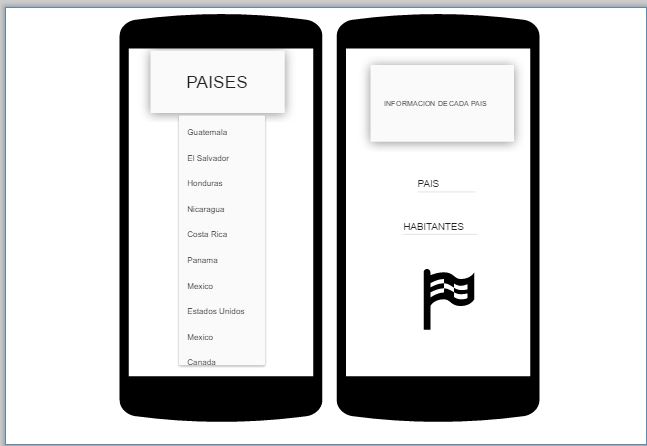 PAISES
Guatemala
El Salvador
Honduras
Nicaragua
Costa Rica
Panama
Mexico
Estados Unidos
Mexico
Canada
INFORMACION DE CADA PAIS
PAIS
HABITANTES